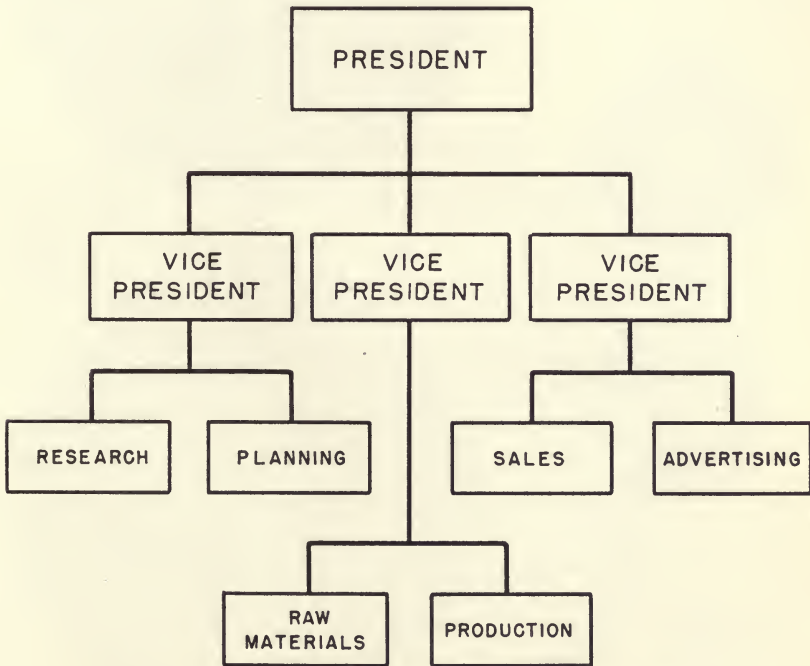 PRESIDENT
VICE
PRESIDENT
VICE
PRESIDENT
VICE
PRESIDENT
RESEARCH
PLANNING
SALES
ADVERTISING
RAW
MATERIALS
PRODUCTION